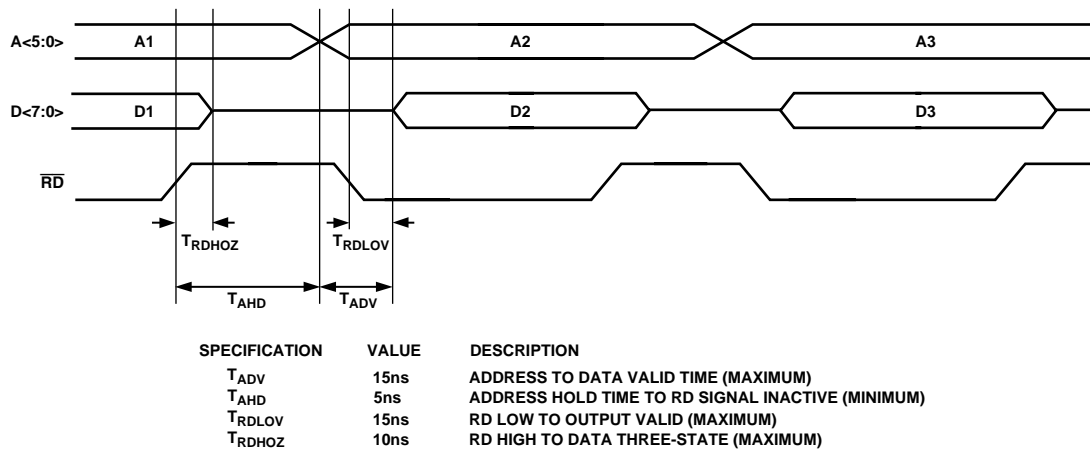 A<5:0> A1 A2 A3
D<7:0> D1 D2 D3
RD
TRDHOZ TRDLOV
TAHD TADV
SPECIFICATION VALUE DESCRIPTION
TADV 15ns ADDRESS TO DATA VALID TIME (MAXIMUM)
TAHD 5ns ADDRESS HOLD TIME TO RD SIGNAL INACTIVE (MINIMUM)
TRDLOV 15ns RD LOW TO OUTPUT VALID (MAXIMUM)
TRDHOZ 10ns RD HIGH TO DATA THREE-STATE (MAXIMUM)